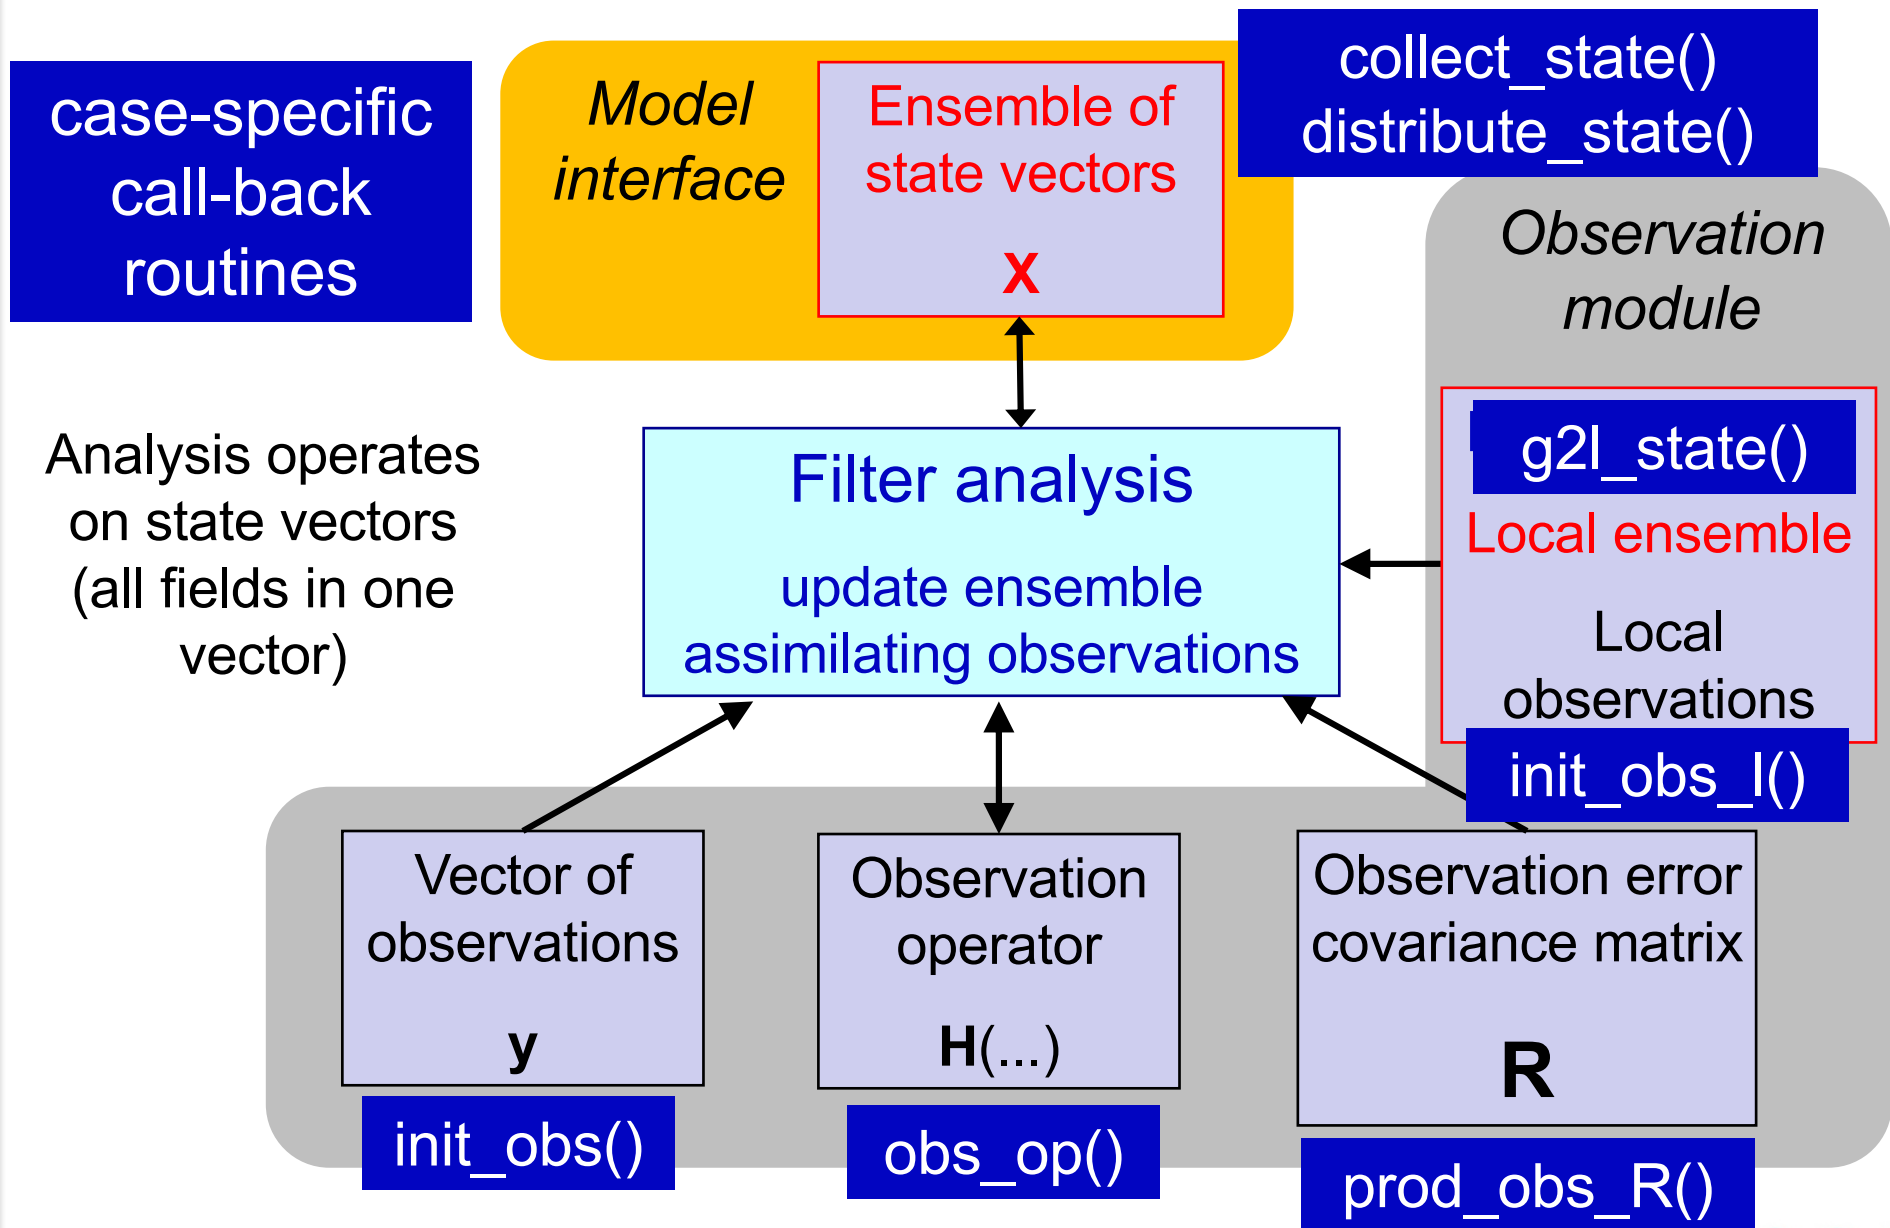 case-specific
call-back
routines
Model
interface
Ensemble of
state vectors
X
collect_state()
distribute_state()
Observation
module
Analysis operates
on state vectors
(all fields in one
vector)
Filter analysis
update ensemble
assimilating observations
g2l_state()
Local ensemble
Local
observations
init_obs_l()
Vector of
observations
y
init_obs()
Observation
operator
H(...)
obs_op()
Observation error
covariance matrix
R
prod_obs_R()